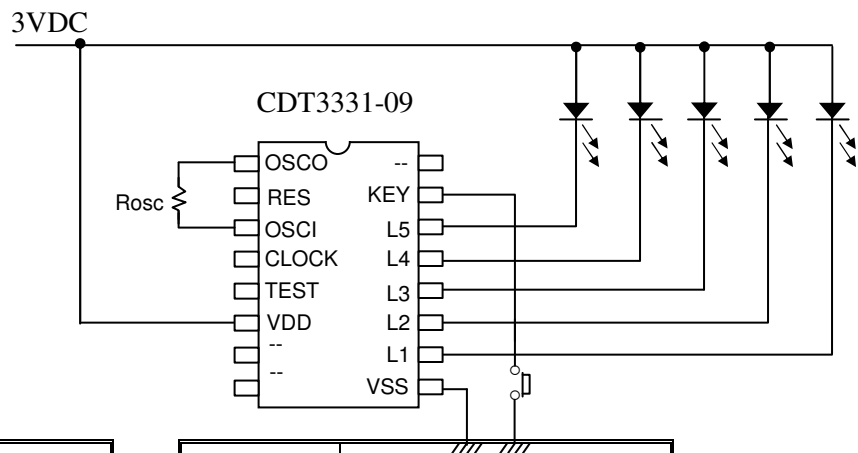 3VDC
CDT3331-09
OSCO
RES
OSCI
CLOCK
TEST
VDD
--
--
--
KEY
L5
L4
L3
L2
L1
VSS
Rosc